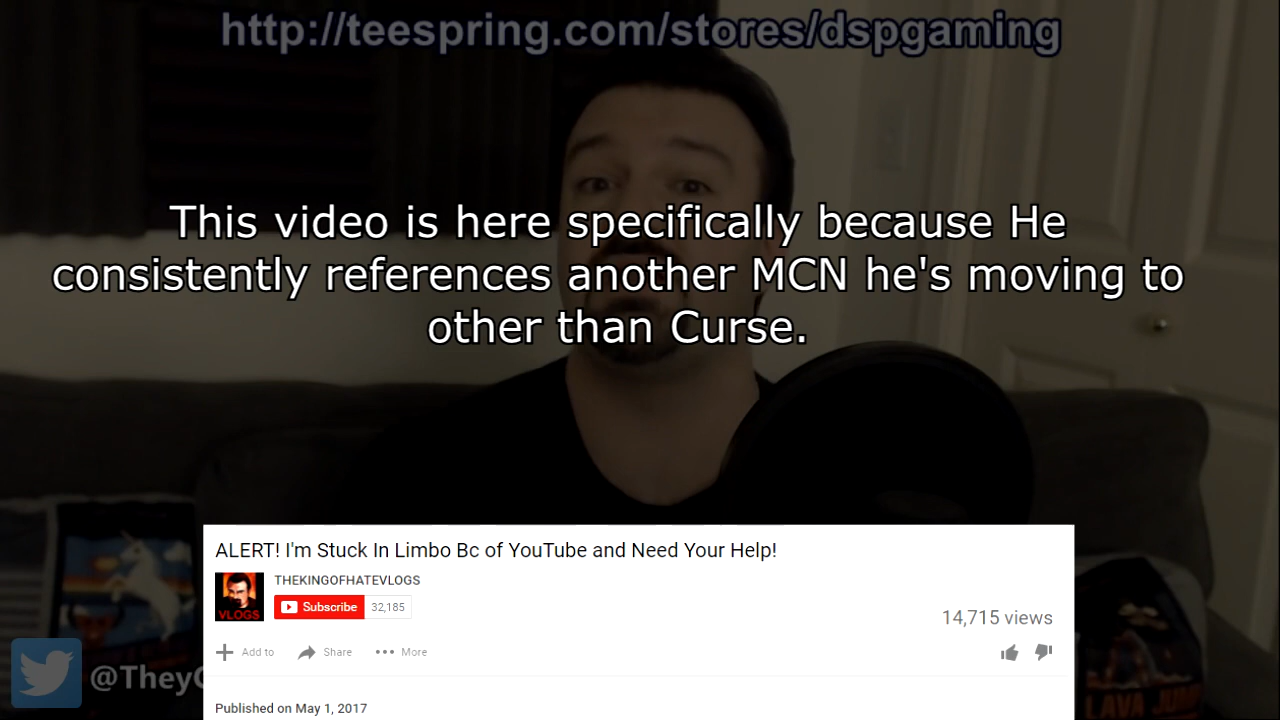 http://teespring.com/stores/dspgaming
This video is here specifically because He
consistently references another MCN he's moving to
other than Curse.
ALERT! I'm Stuck In Limbo Bc of YouTube and Need Your Help!
THEKINGOFHATEVLOGS
VLOGS
Subscribe 32,185
14,715 views
Add to Share More
@They
LAVA
Published on May 1, 2017